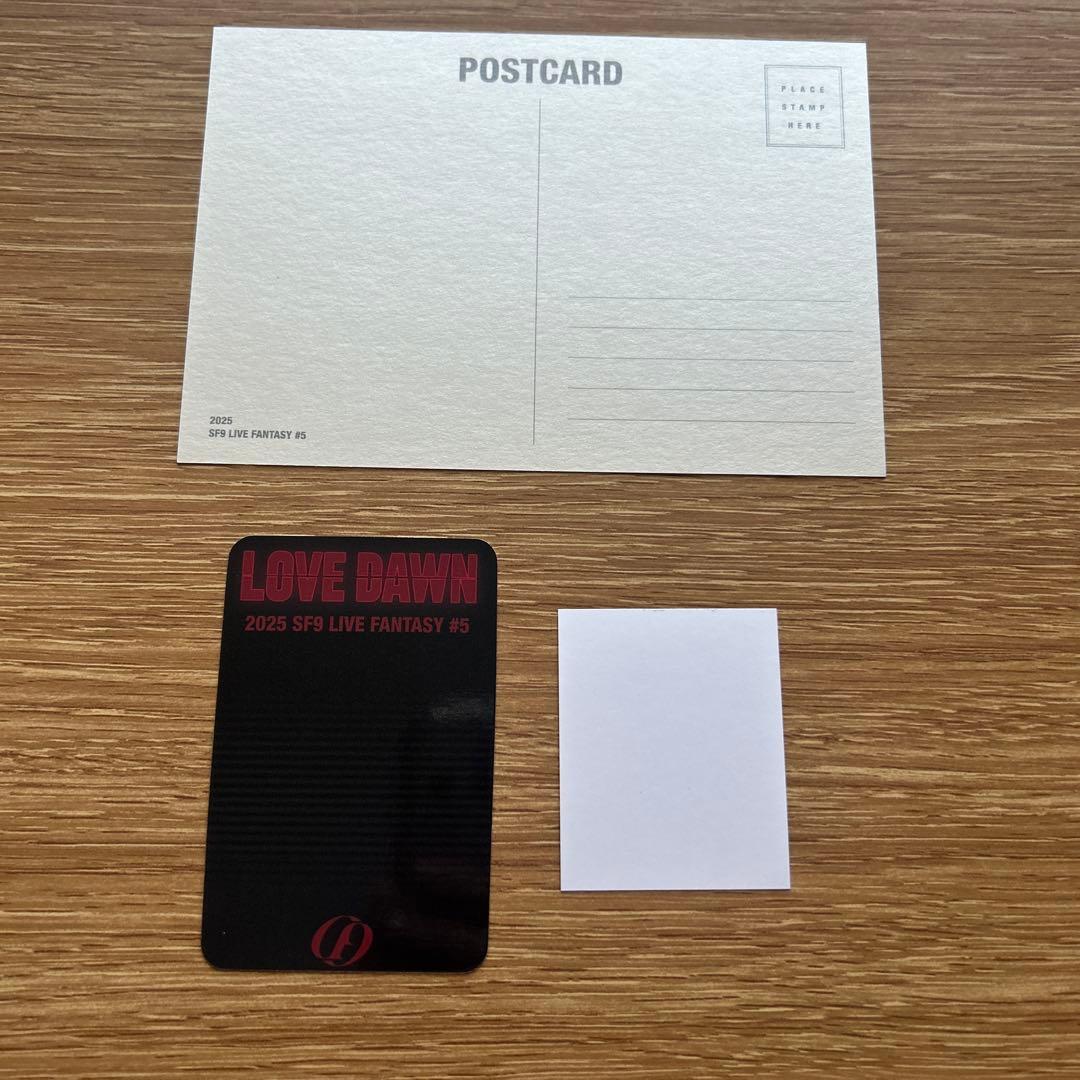 POSTCARD
PLACE
STAMP
HERE
2025
SF9 LIVE FANTASY #5
LOVE DAWN
2025 SF9 LIVE FANTASY #5